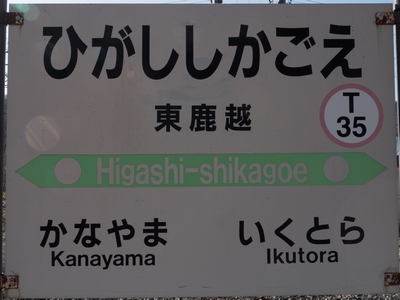 ひがししかごえ
東鹿越
T
35
Higashi-shikagoe
かなやま
Kanayama
いくとら
Ikutora